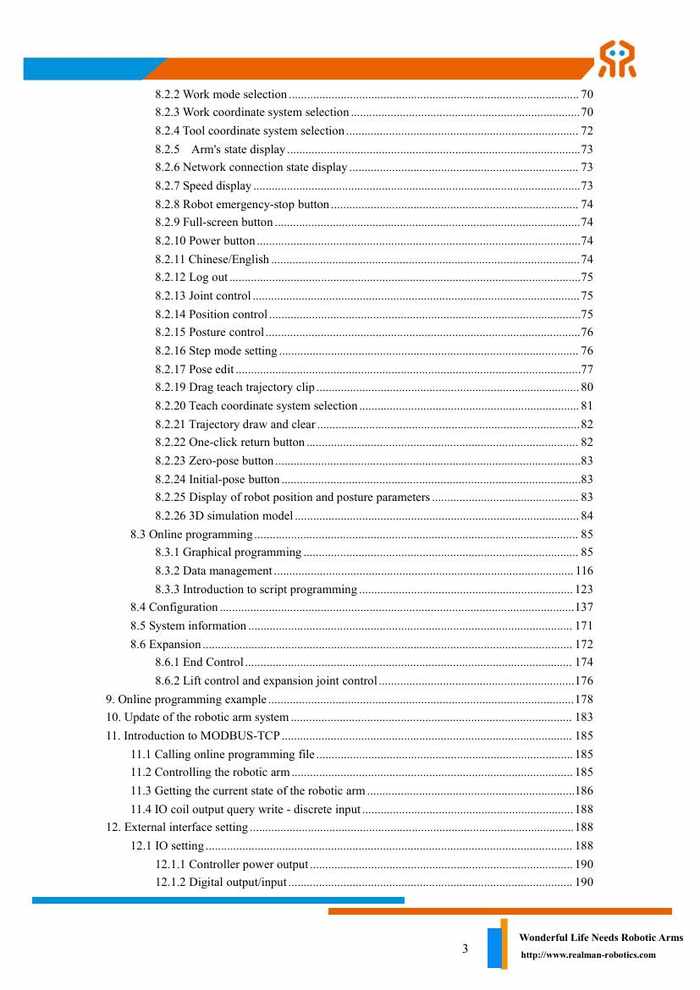 8.2.2 Work mode selection ................................................................................................ 70
8.2.3 Work coordinate system selection ............................................................................70
8.2.4 Tool coordinate system selection ............................................................................. 72
8.2.5 Arm's state display .................................................................................................73
8.2.6 Network connection state display ............................................................................ 73
8.2.7 Speed display ............................................................................................................73
8.2.8 Robot emergency-stop button .................................................................................. 74
8.2.9 Full-screen button .....................................................................................................74
8.2.10 Power button ...........................................................................................................74
8.2.11 Chinese/English ......................................................................................................74
8.2.12 Log out ....................................................................................................................75
8.2.13 Joint control ............................................................................................................75
8.2.14 Position control .......................................................................................................75
8.2.15 Posture control ........................................................................................................76
8.2.16 Step mode setting ................................................................................................... 76
8.2.17 Pose edit ..................................................................................................................77
8.2.19 Drag teach trajectory clip ....................................................................................... 80
8.2.20 Teach coordinate system selection ......................................................................... 81
8.2.21 Trajectory draw and clear .......................................................................................82
8.2.22 One-click return button .......................................................................................... 82
8.2.23 Zero-pose button .....................................................................................................83
8.2.24 Initial-pose button ...................................................................................................83
8.2.25 Display of robot position and posture parameters ................................................. 83
8.2.26 3D simulation model .............................................................................................. 84
8.3 Online programming ........................................................................................................... 85
8.3.1 Graphical programming ........................................................................................... 85
8.3.2 Data management ................................................................................................... 116
8.3.3 Introduction to script programming ....................................................................... 123
8.4 Configuration .....................................................................................................................137
8.5 System information ........................................................................................................... 171
8.6 Expansion .......................................................................................................................... 172
8.6.1 End Control ............................................................................................................ 174
8.6.2 Lift control and expansion joint control .................................................................176
9. Online programming example .....................................................................................................178
10. Update of the robotic arm system ............................................................................................. 183
11. Introduction to MODBUS-TCP ................................................................................................ 185
11.1 Calling online programming file .....................................................................................185
11.2 Controlling the robotic arm ............................................................................................. 185
11.3 Getting the current state of the robotic arm .....................................................................186
11.4 IO coil output query write - discrete input ......................................................................188
12. External interface setting ...........................................................................................................188
12.1 IO setting ......................................................................................................................... 188
12.1.1 Controller power output ....................................................................................... 190
12.1.2 Digital output/input .............................................................................................. 190
3
Wonderful Life Needs Robotic Arms
http://www.realman-robotics.com